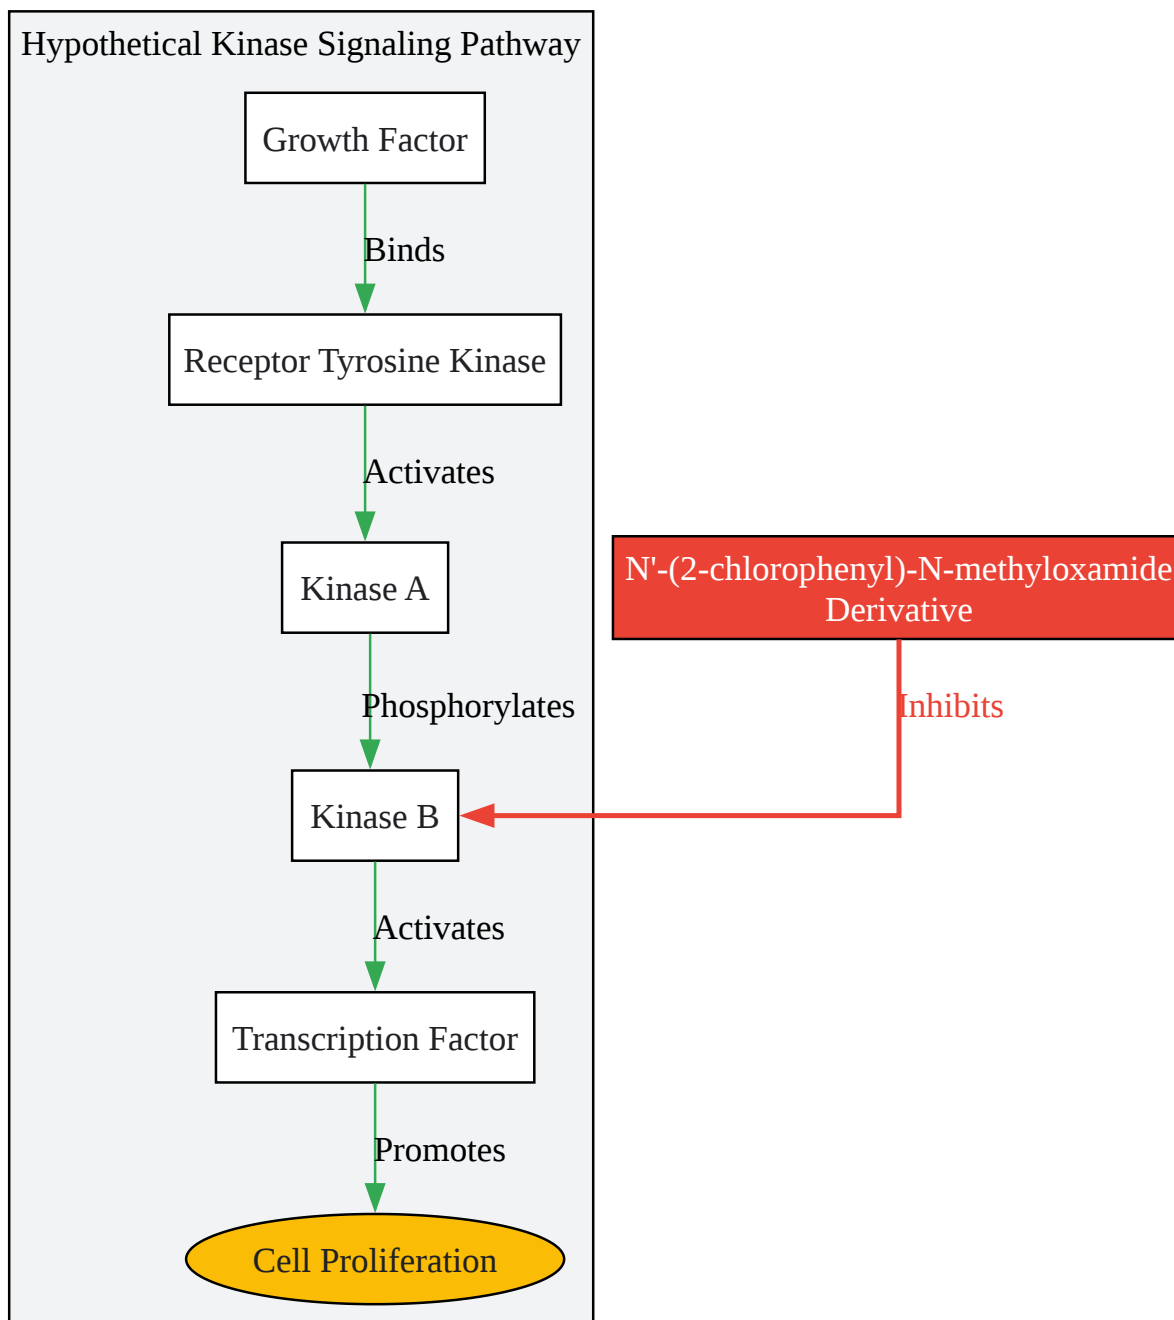 Hypothetical Kinase Signaling Pathway
Growth Factor
Binds
Receptor Tyrosine Kinase
Activates
Kinase A
N'-(2-chlorophenyl)-N-methyloxamide
Derivative
Phosphorylates
Inhibits
Kinase B
Activates
Transcription Factor
Promotes
Cell Proliferation